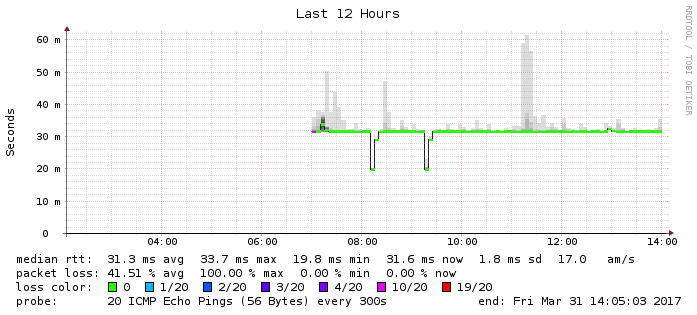 Last 12 Hours
RRDTOOL / TOBI OETIKER
Seconds
60 m
50 m
40 m
30 m
20 m
10 m
0
04:00 06:00 08:00 10:00 12:00 14:00
median rtt: 31.3 ms avg 33.7 ms max 19.8 ms min 31.6 ms now 1.8 ms sd 17.0 am/s
packet loss: 41.51 % avg 100.00 % max 0.00 % min 0.00 % now
loss color: 0 1/20 2/20 3/20 4/20 10/20 19/20
probe: 20 ICMP Echo Pings (56 Bytes) every 300s end: Fri Mar 31 14:05:03 2017